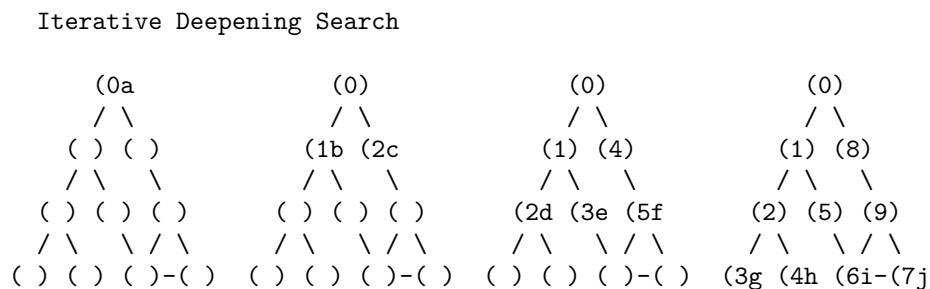 Iterative Deepening Search
(0a (0) (0) (0)
/ \ / \ / \ / \
( ) ( ) (1b (2c (1) (4) (1) (8)
/ \ \ / \ \ / \ \ / \ \
( ) ( ) ( ) ( ) ( ) ( ) (2d (3e (5f (2) (5) (9)
/ \ \ / \ / \ \ / \ / \ \ / \ / \ \ / \
( ) ( ) ( )-( ) ( ) ( ) ( )-( ) ( ) ( ) ( )-( ) (3g (4h (6i-(7j